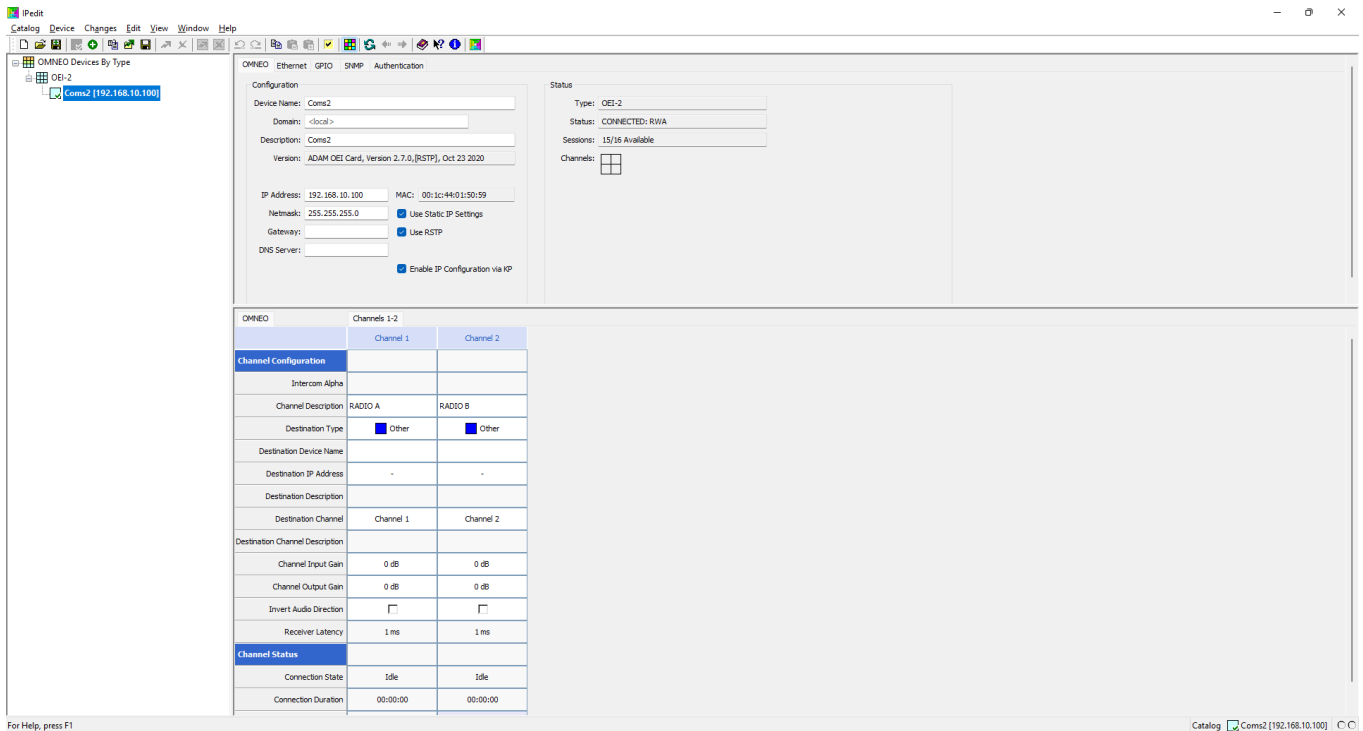 IPedit
Catalog Device Changes Edit View Window Help
OMNEO Devices By Type
OEI-2
Coms2 [192.168.10.100]
OMNEO Ethernet GPIO SNMP Authentication
Configuration
Device Name: Coms2
Domain: <local>
Description: Coms2
Version: ADAM OEI Card, Version 2.7.0,[RSTP], Oct 23 2020
IP Address: 192.168.10.100 MAC: 00:1c:44:01:50:59
Netmask: 255.255.255.0 Use Static IP Settings
Gateway: Use RSTP
DNS Server:
Enable IP Configuration via KP
Status
Type: OEI-2
Status: CONNECTED: RWA
Sessions: 15/16 Available
Channels:
OMNEO Channels 1-2
Channel 1 Channel 2
Channel Configuration
Intercom Alpha
Channel Description RADIO A RADIO B
Destination Type Other Other
Destination Device Name
Destination IP Address - -
Destination Description
Destination Channel Channel 1 Channel 2
Destination Channel Description
Channel Input Gain 0 dB 0 dB
Channel Output Gain 0 dB 0 dB
Invert Audio Direction
Receiver Latency 1 ms 1 ms
Channel Status
Connection State Idle Idle
Connection Duration 00:00:00 00:00:00
For Help, press F1
Catalog Coms2 [192.168.10.100]